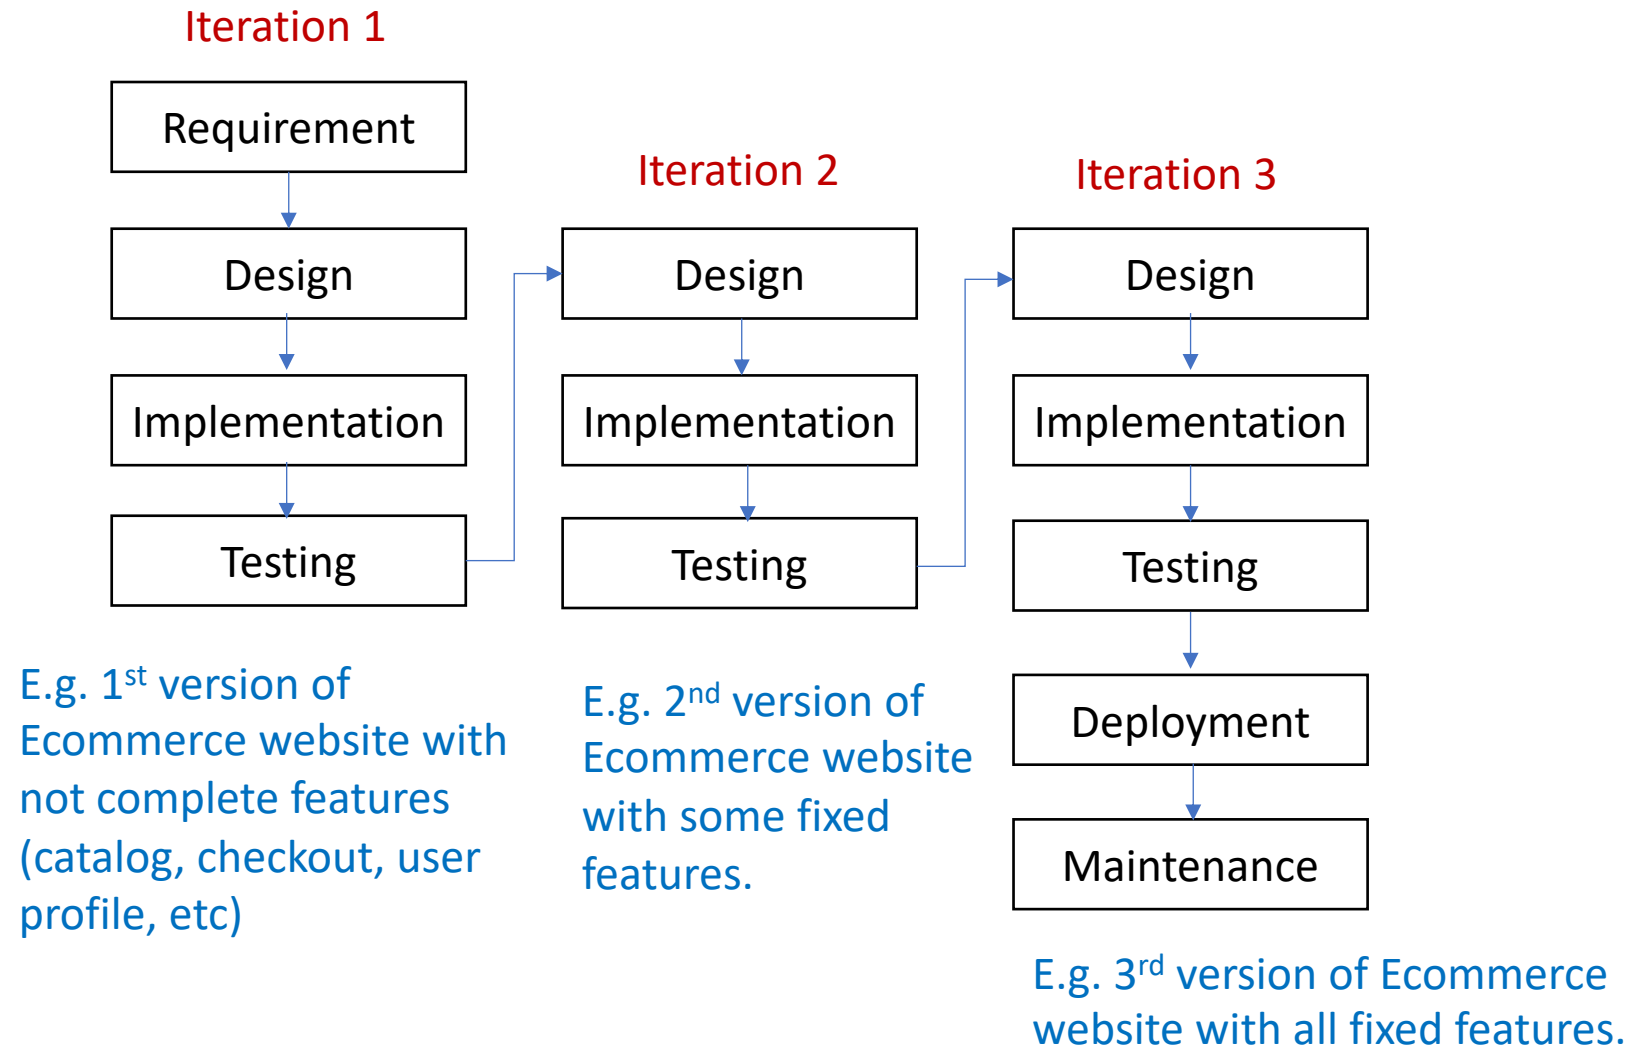 Iteration 1
Requirement
Design
Implementation
Testing
E.g. 1st version of
Ecommerce website with
not complete features
(catalog, checkout, user
profile, etc)
Iteration 2
Design
Implementation
Testing
E.g. 2nd version of
Ecommerce website
with some fixed
features.
Iteration 3
Design
Implementation
Testing
Deployment
Maintenance
E.g. 3rd version of Ecommerce
website with all fixed features.